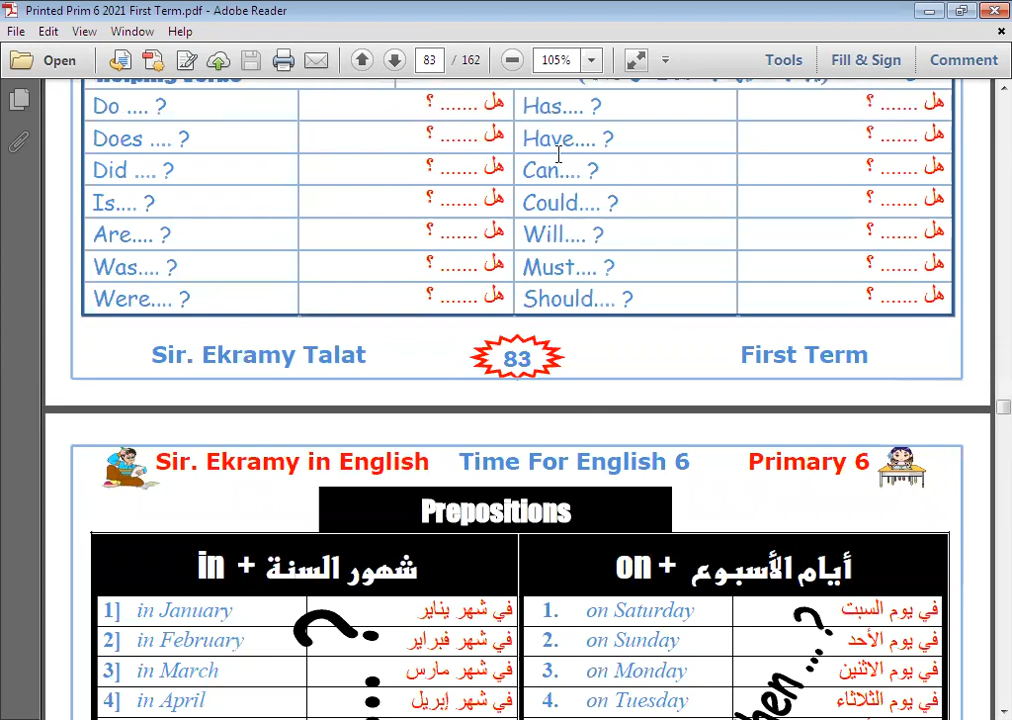 Printed Prim 6 2021 First Term.pdf - Adobe Reader
File Edit View Window Help
Open 83 / 162 105% Tools Fill & Sign Comment
Helping Verbs
Do .... ? هل ....... ؟ Has.... ? هل ....... ؟
Does .... ? هل ....... ؟ Have.... ? هل ....... ؟
Did .... ? هل ....... ؟ Can.... ? هل ....... ؟
Is.... ? هل ....... ؟ Could.... ? هل ....... ؟
Are.... ? هل ....... ؟ Will.... ? هل ....... ؟
Was.... ? هل ....... ؟ Must.... ? هل ....... ؟
Were.... ? هل ....... ؟ Should.... ? هل ....... ؟
Sir. Ekramy Talat 83 First Term
Sir. Ekramy in English Time For English 6 Primary 6
Prepositions
in + شهور السنة on + أيام الأسبوع
1] in January في شهر يناير 1. on Saturday في يوم السبت
2] in February في شهر فبراير 2. on Sunday في يوم الأحد
3] in March في شهر مارس 3. on Monday في يوم الاثنين
4] in April في شهر إبريل 4. on Tuesday في يوم الثلاثاء